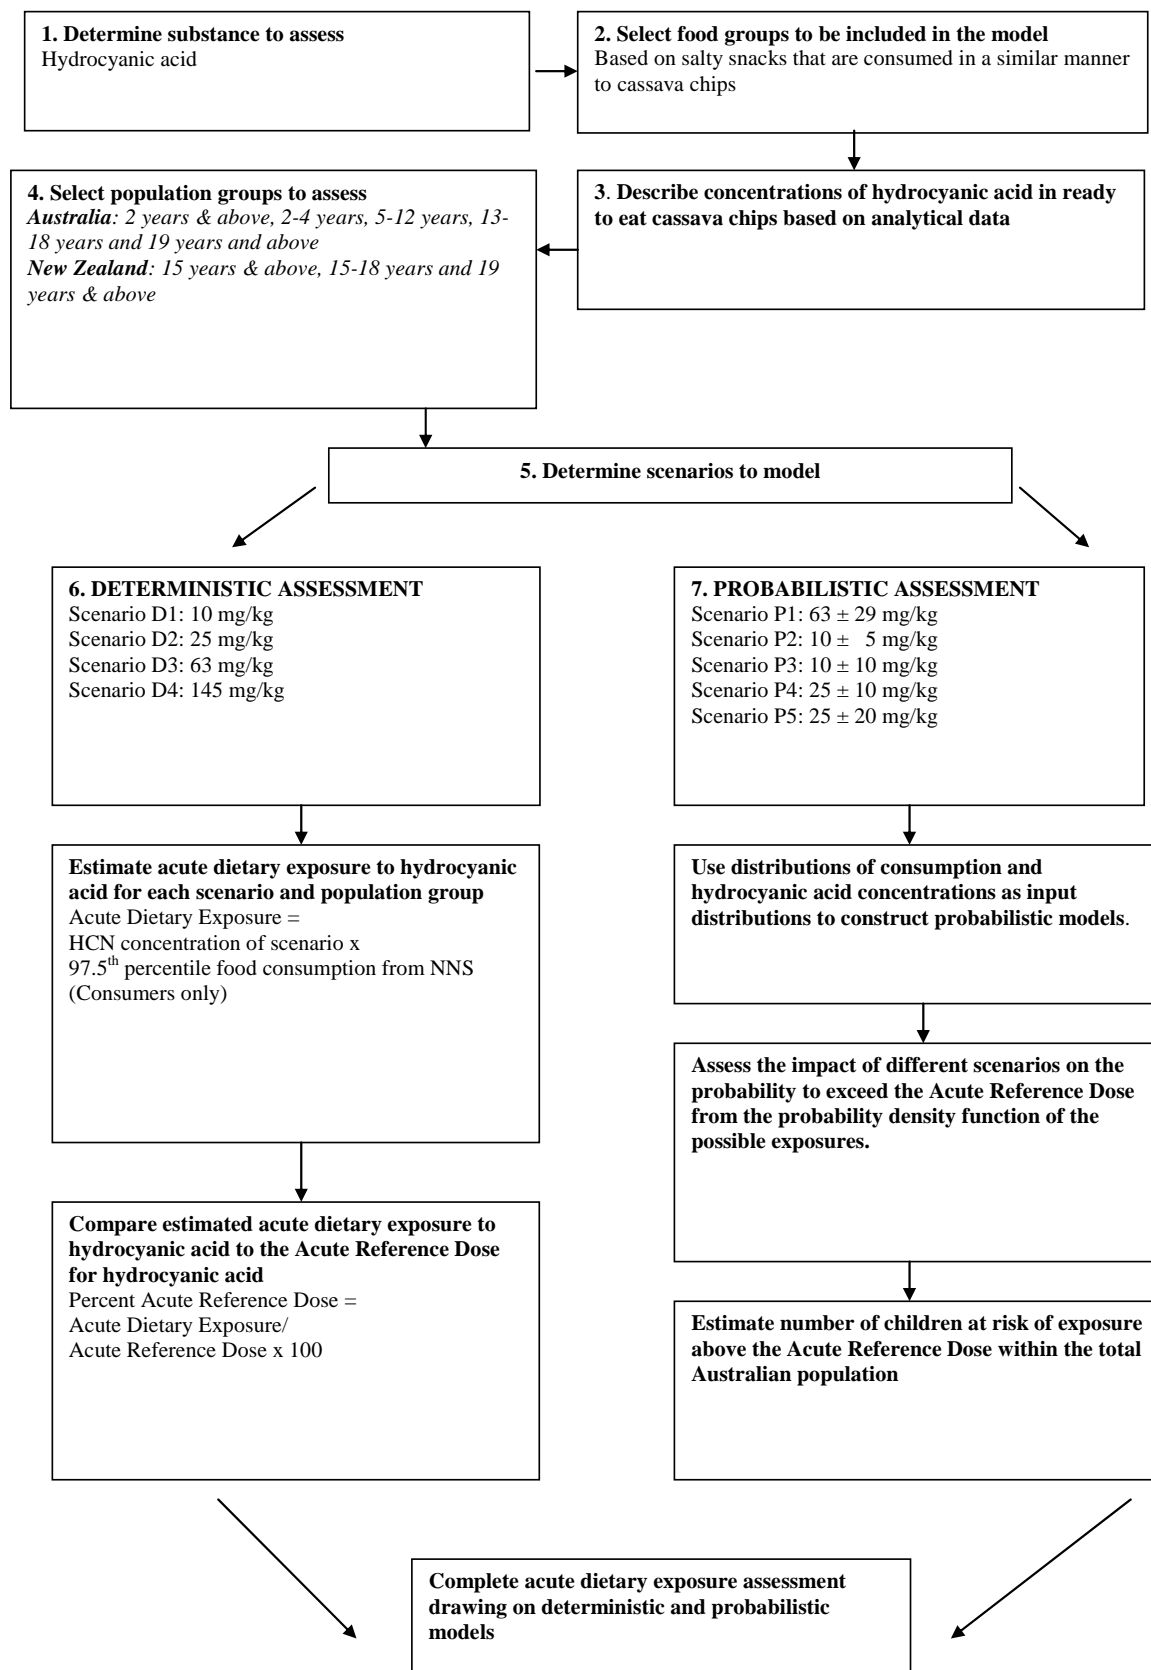 1. Determine substance to assess
Hydrocyanic acid
2. Select food groups to be included in the model
Based on salty snacks that are consumed in a similar manner
to cassava chips
3. Describe concentrations of hydrocyanic acid in ready
to eat cassava chips based on analytical data
4. Select population groups to assess
Australia: 2 years & above, 2-4 years, 5-12 years, 13-
18 years and 19 years and above
New Zealand: 15 years & above, 15-18 years and 19
years & above
5. Determine scenarios to model
6. DETERMINISTIC ASSESSMENT
Scenario D1: 10 mg/kg
Scenario D2: 25 mg/kg
Scenario D3: 63 mg/kg
Scenario D4: 145 mg/kg
Estimate acute dietary exposure to hydrocyanic
acid for each scenario and population group
Acute Dietary Exposure =
HCN concentration of scenario x
97.5th percentile food consumption from NNS
(Consumers only)
Compare estimated acute dietary exposure to
hydrocyanic acid to the Acute Reference Dose
for hydrocyanic acid
Percent Acute Reference Dose =
Acute Dietary Exposure/
Acute Reference Dose x 100
7. PROBABILISTIC ASSESSMENT
Scenario P1: 63 ± 29 mg/kg
Scenario P2: 10 ± 5 mg/kg
Scenario P3: 10 ± 10 mg/kg
Scenario P4: 25 ± 10 mg/kg
Scenario P5: 25 ± 20 mg/kg
Use distributions of consumption and
hydrocyanic acid concentrations as input
distributions to construct probabilistic models.
Assess the impact of different scenarios on the
probability to exceed the Acute Reference Dose
from the probability density function of the
possible exposures.
Estimate number of children at risk of exposure
above the Acute Reference Dose within the total
Australian population
Complete acute dietary exposure assessment
drawing on deterministic and probabilistic
models